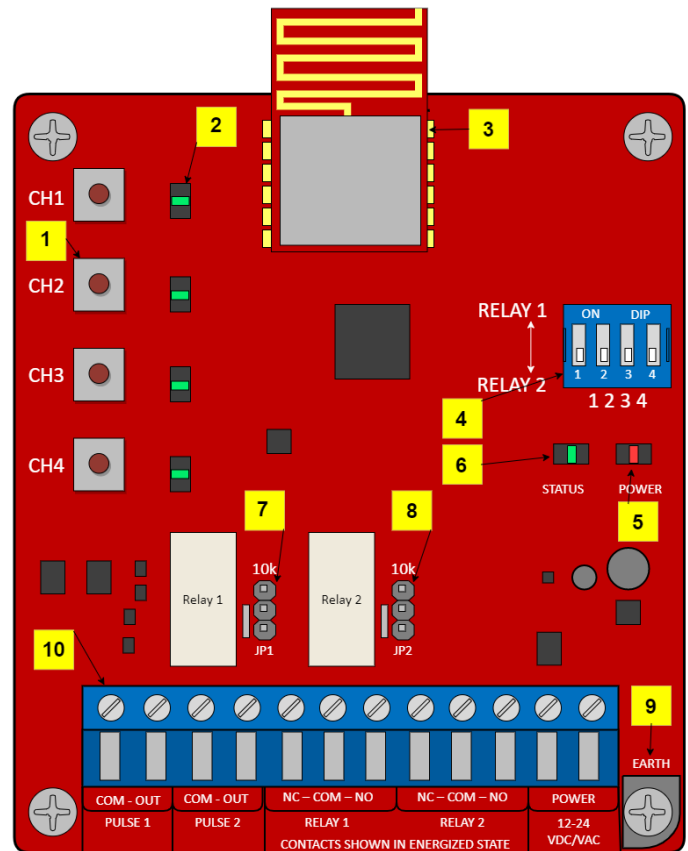 2
3
CH1
1
CH2
RELAY 1
ON DIP
CH3
1 2 3 4
RELAY 2
1 2 3 4
4
CH4
6
STATUS
POWER
5
7
8
10k
10k
Relay 1
Relay 2
JP1
JP2
10
9
EARTH
COM - OUT
COM - OUT
NC – COM – NO
NC – COM – NO
POWER
PULSE 1
PULSE 2
RELAY 1
RELAY 2
12-24
VDC/VAC
CONTACTS SHOWN IN ENERGIZED STATE